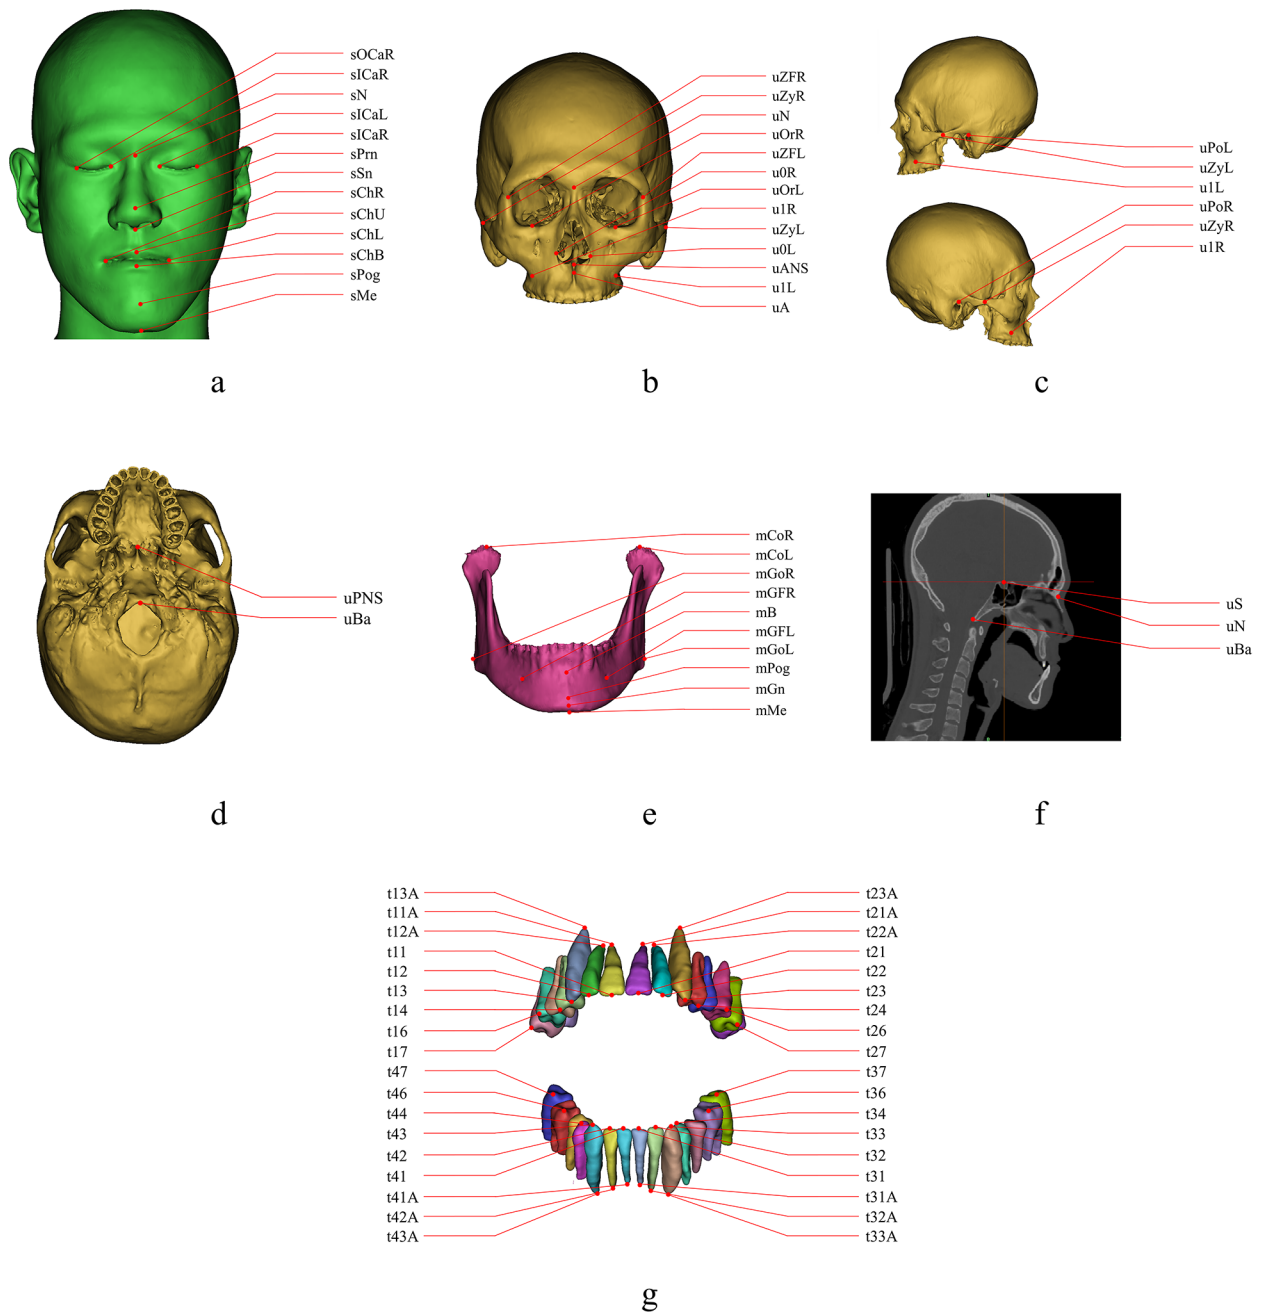 sOCaR
sICaR
sN
sICaL
sICaR
sPrn
sSn
sChR
sChU
sChL
sChB
sPog
sMe
a
uZFR
uZyR
uN
uOrR
uZFL
u0R
uOrL
u1R
uZyL
u0L
uANS
u1L
uA
b
uPoL
uZyL
u1L
uPoR
uZyR
u1R
c
uPNS
uBa
d
mCoR
mCoL
mGoR
mGFR
mB
mGFL
mGoL
mPog
mGn
mMe
e
uS
uN
uBa
f
t13A
t11A
t12A
t11
t12
t13
t14
t16
t17
t47
t46
t44
t43
t42
t41
t41A
t42A
t43A
t23A
t21A
t22A
t21
t22
t23
t24
t26
t27
t37
t36
t34
t33
t32
t31
t31A
t32A
t33A
g